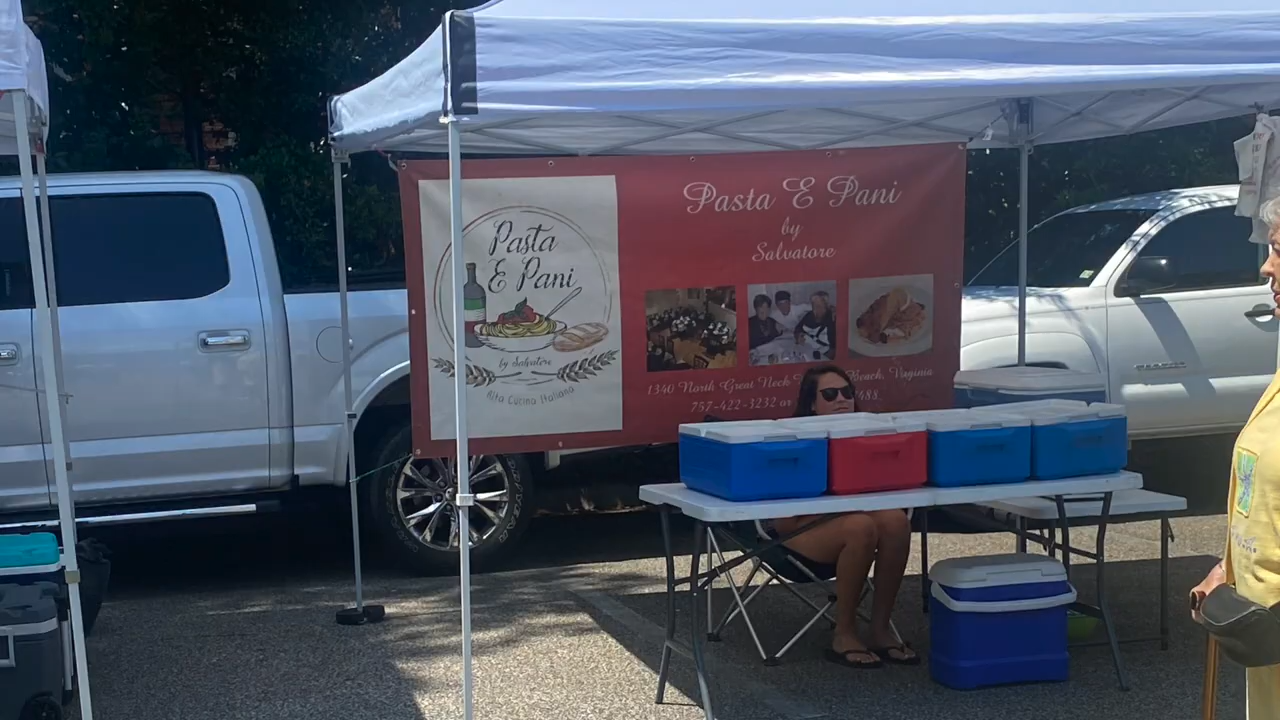 Pasta
& Pani
by Salvatore
Alta Cucina Italiana
Pasta E Pani
by
Salvatore
1340 North Great Neck Beach, Virginia
757-422-3232 or 2488